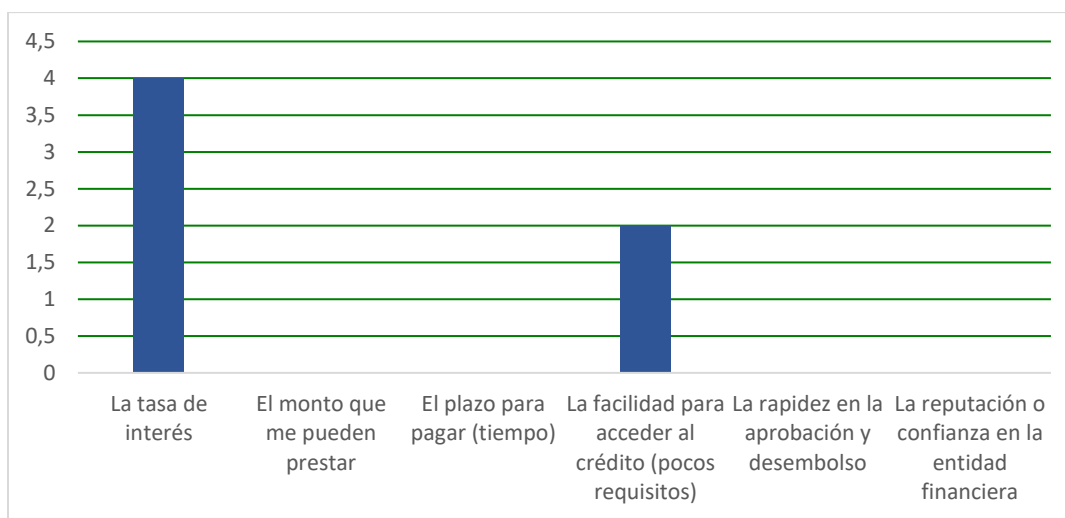 4,5
4
3,5
3
2,5
2
1,5
1
0,5
0
La tasa de
interés
El monto que
me pueden
prestar
El plazo para
pagar (tiempo)
La facilidad para
acceder al
crédito (pocos
requisitos)
La rapidez en la
aprobación y
desembolso
La reputación o
confianza en la
entidad
financiera